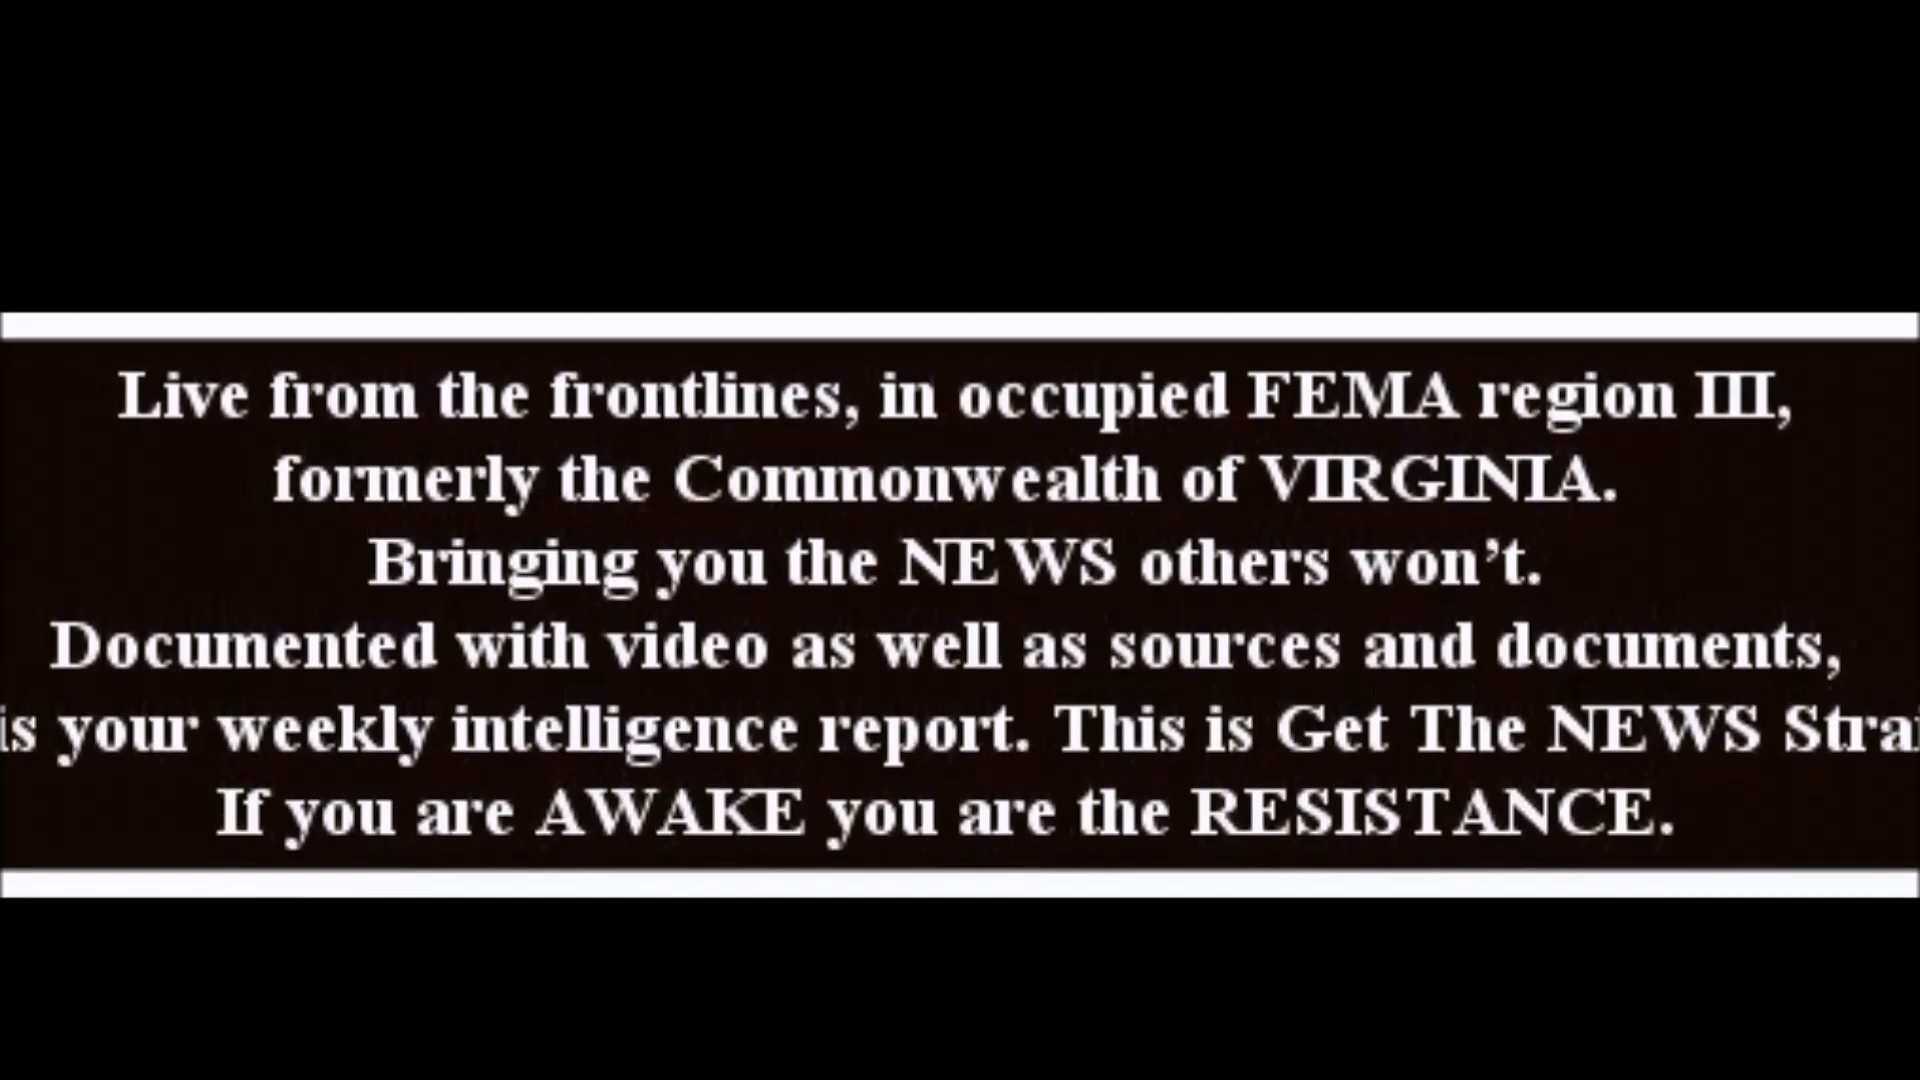 Live from the frontlines, in occupied FEMA region III,
formerly the Commonwealth of VIRGINIA.
Bringing you the NEWS others won’t.
Documented with video as well as sources and documents,
is your weekly intelligence report. This is Get The NEWS
If you are AWAKE you are the RESISTANCE.